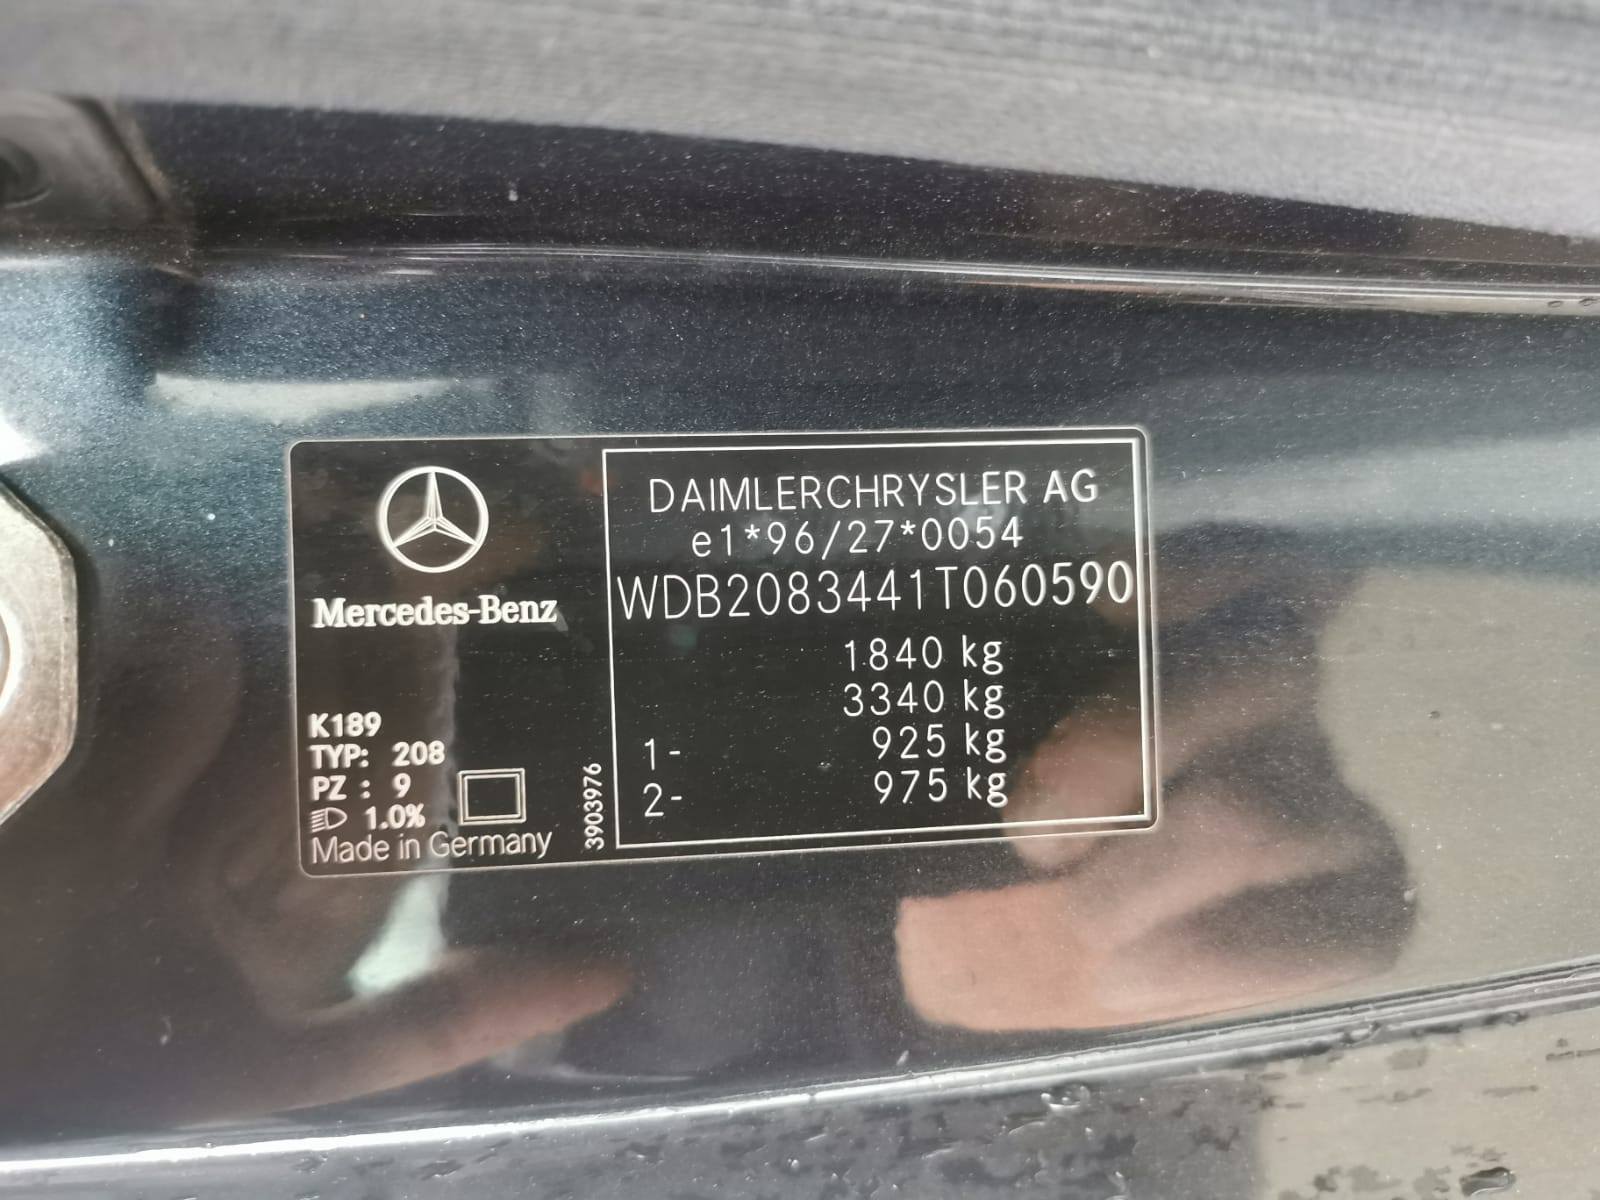 Mercedes-Benz
K189
TYP: 208
PZ : 9
1.0%
Made in Germany
3903976
DAIMLERCHRYSLER AG
e1*96/27*0054
WDB2083441T060590
1840 kg
3340 kg
1- 925 kg
2- 975 kg